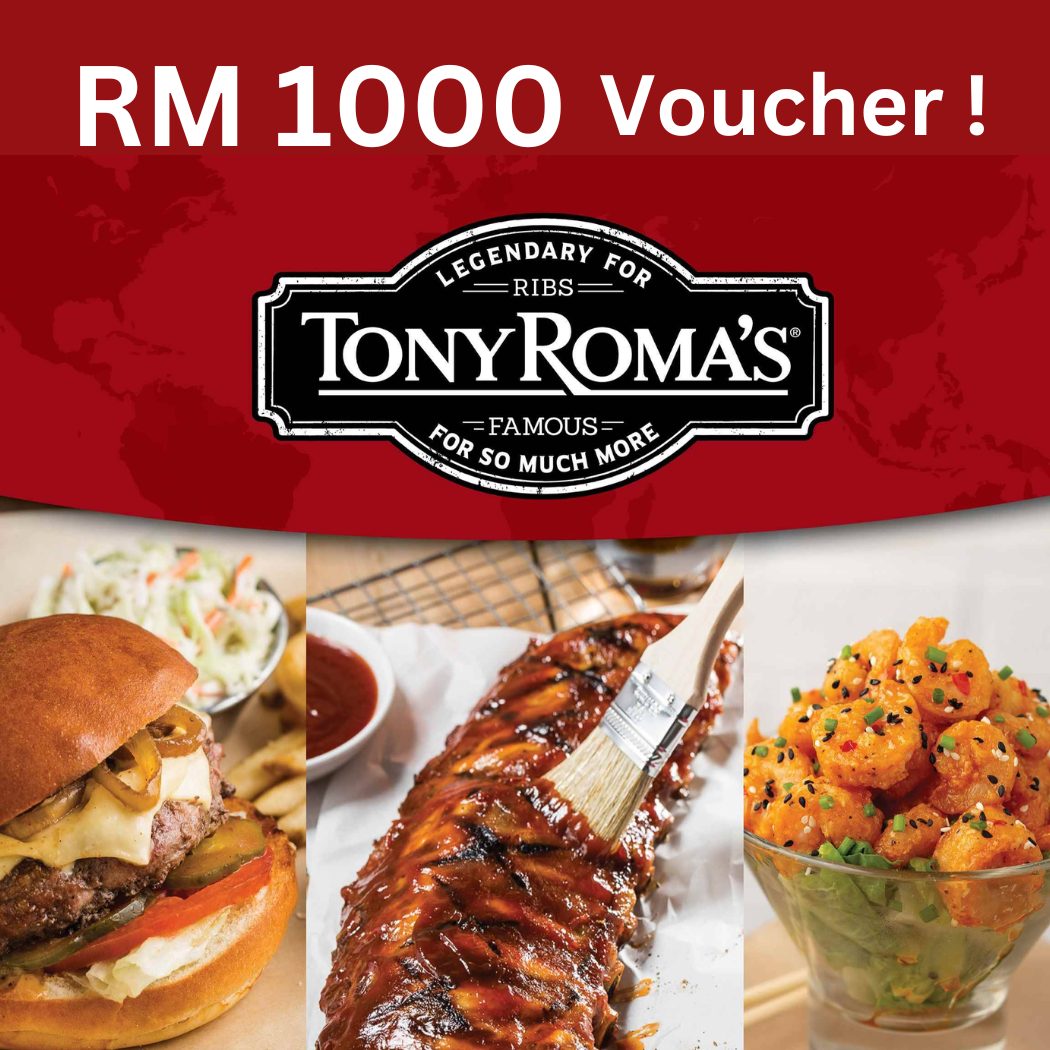 RM 1000 Voucher !
LEGENDARY FOR
RIBS
TONY ROMA'S®
FAMOUS
FOR SO MUCH MORE